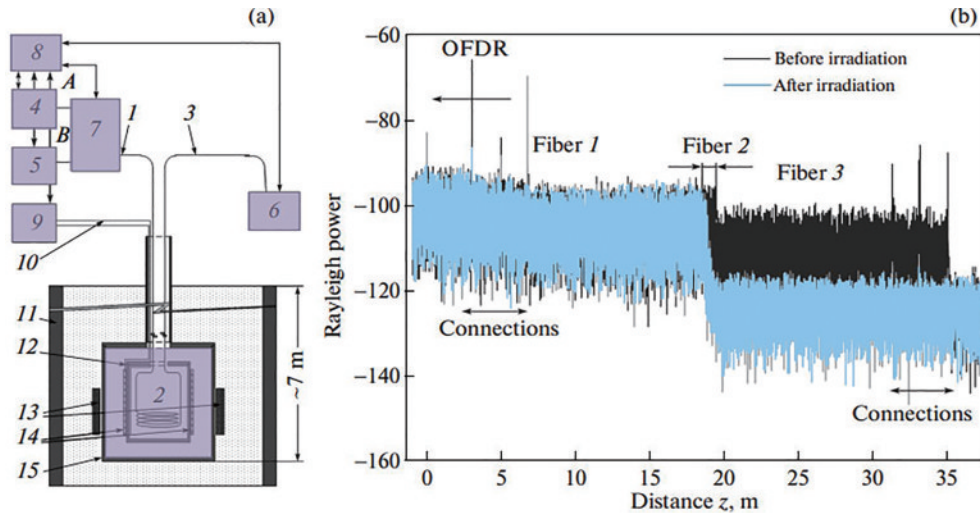 (a)
8
A
4
1
3
B
7
5
6
9
10
11
12
2
~7 m
13
14
15
(b)
−60
OFDR
Before irradiation
After irradiation
−80
Fiber 1
Fiber 2
Fiber 3
−100
Rayleigh power
−120
Connections
−140
Connections
−160
0 5 10 15 20 25 30 35
Distance z, m